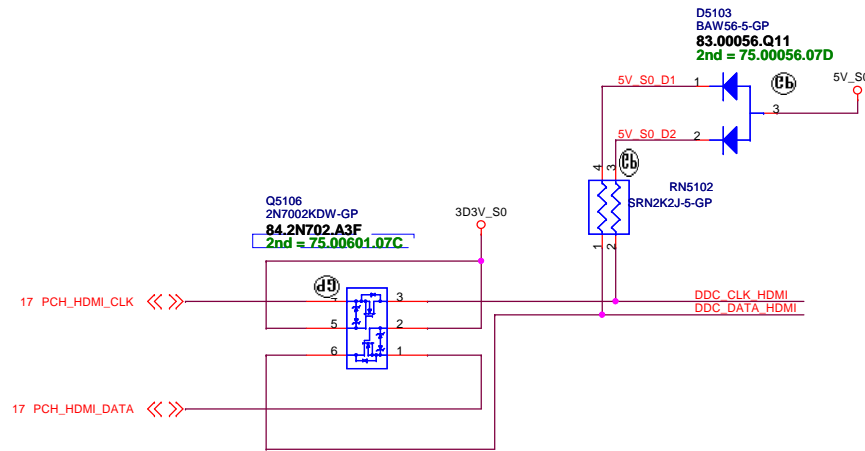 D5103
BAW56-5-GP
83.00056.Q11
2nd = 75.00056.07D
5V_S0
5V_S0_D1
1
3
5V_S0_D2
2
4
3
RN5102
SRN2K2J-5-GP
1
2
Q5106
2N7002KDW-GP
84.2N702.A3F
2nd = 75.00601.07C
3D3V_S0
17 PCH_HDMI_CLK
4
3
5
2
6
1
DDC_CLK_HDMI
DDC_DATA_HDMI
17 PCH_HDMI_DATA